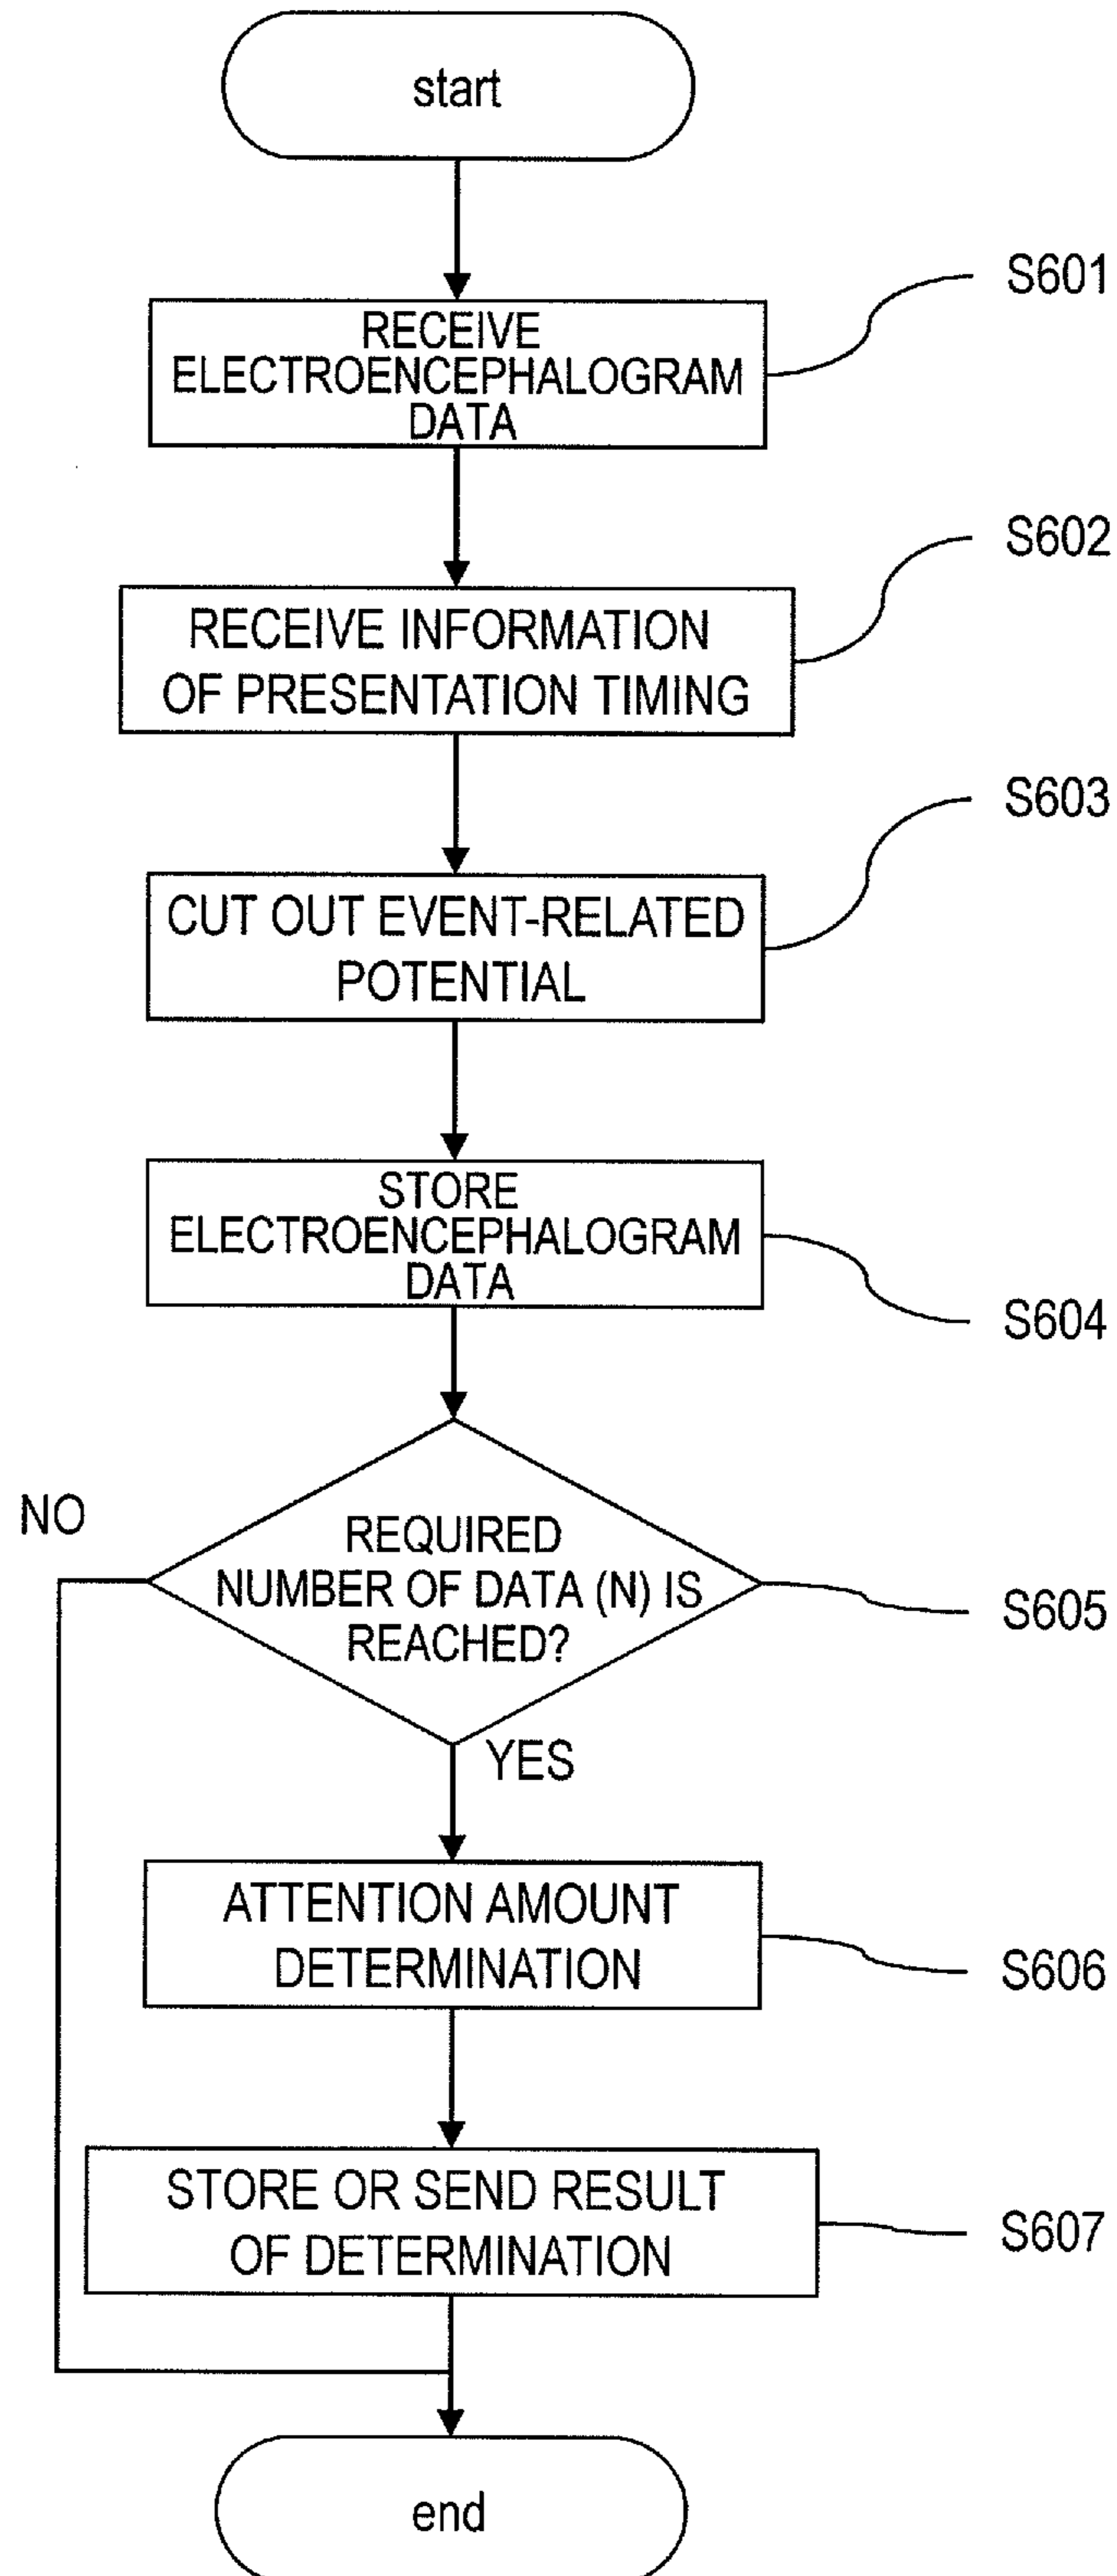 start
S601
RECEIVE
ELECTROENCEPHALOGRAM
DATA
S602
RECEIVE INFORMATION
OF PRESENTATION TIMING
S603
CUT OUT EVENT-RELATED
POTENTIAL
STORE
ELECTROENCEPHALOGRAM
DATA
S604
NO
REQUIRED
NUMBER OF DATA (N) IS
REACHED?
S605
YES
ATTENTION AMOUNT
DETERMINATION
S606
STORE OR SEND RESULT
OF DETERMINATION
S607
end